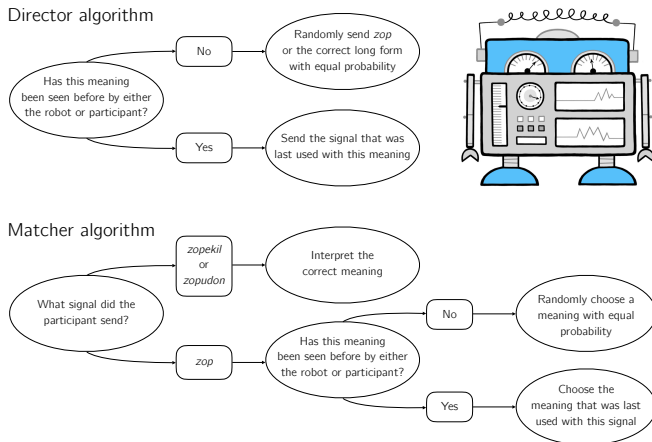 Director algorithm
No
Randomly send zop
or the correct long form
with equal probability
Has this meaning
been seen before by either
the robot or participant?
Yes
Send the signal that was
last used with this meaning
Matcher algorithm
zopekil
or
zopudon
Interpret the
correct meaning
What signal did the
participant send?
zop
Has this meaning
been seen before by either
the robot or participant?
No
Randomly choose a
meaning with equal
probability
Yes
Choose the
meaning that was last
used with this signal